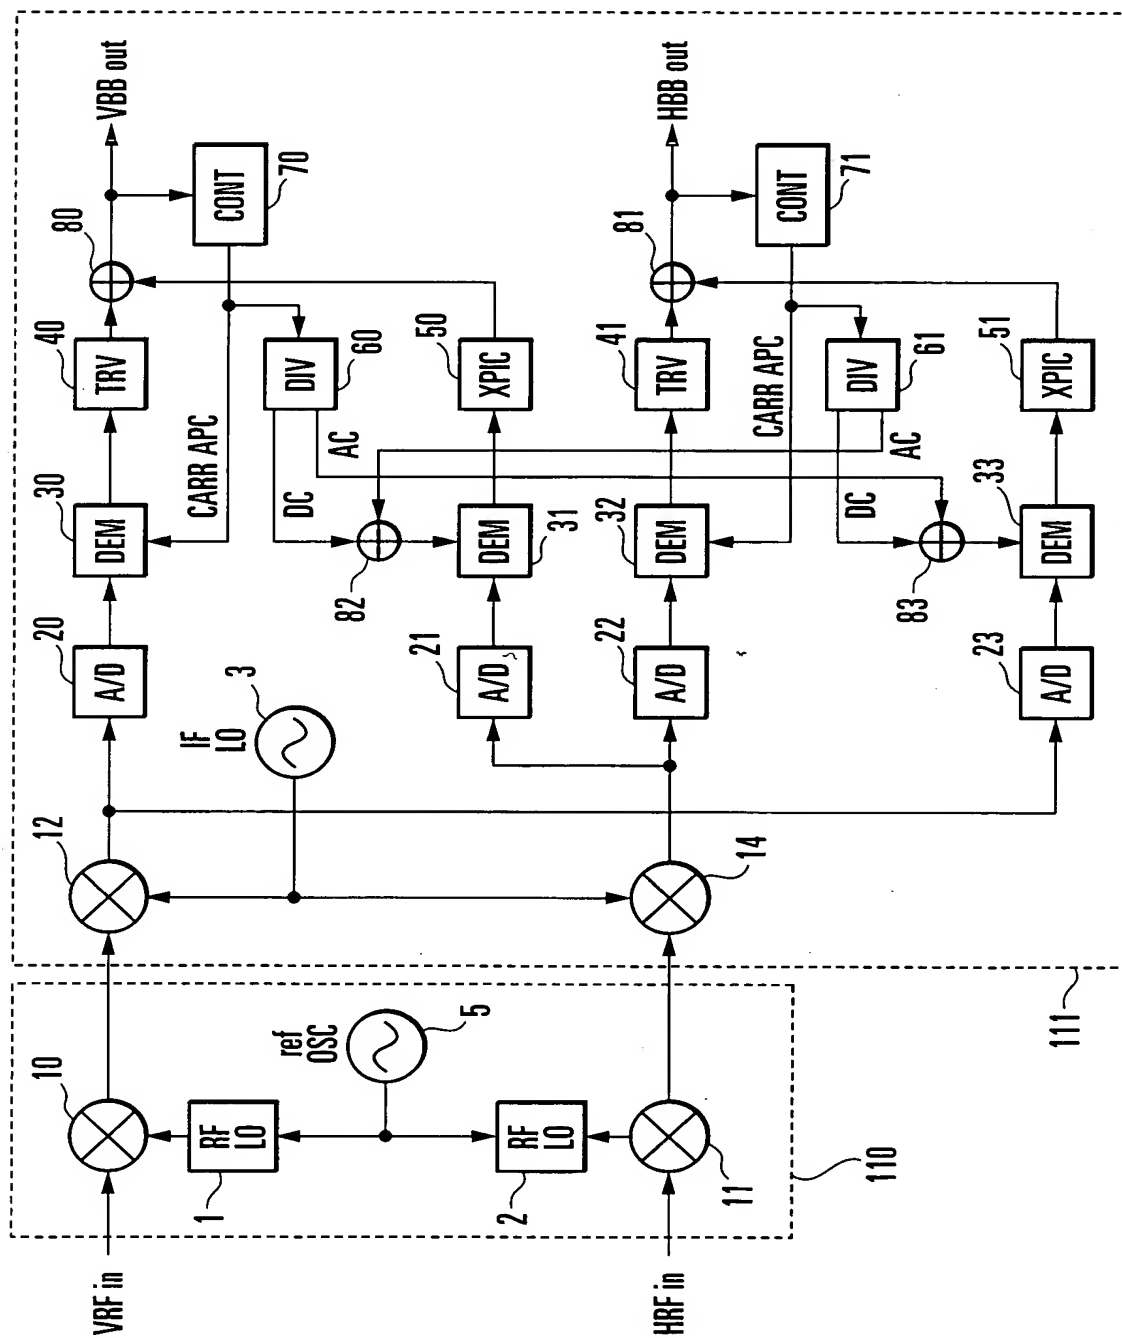 VRF in
10
RF
LO
1
ref
OSC
5
RF
LO
2
11
HRF in
110
12
IF
LO
3
14
111
20
A/D
30
DEM
40
TRV
80
VBB out
CONT
70
CARR APC
DIV
60
DC
AC
82
21
A/D
DEM
31
50
XPIC
22
A/D
32
DEM
41
TRV
81
HBB out
CONT
71
CARR APC
DIV
61
AC
DC
83
23
A/D
33
DEM
51
XPIC